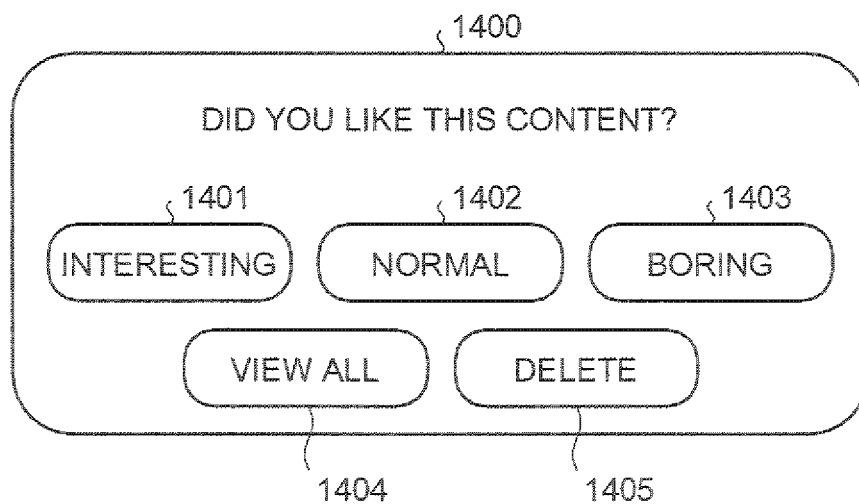 1400
DID YOU LIKE THIS CONTENT?
1401 1402 1403
INTERESTING NORMAL BORING
VIEW ALL DELETE
1404 1405